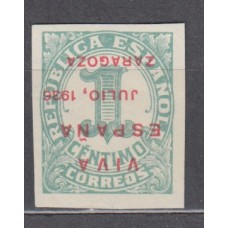 REPUBLICA ESPAÑOLA
1
CENTIMO
CORREOS
VIVA
ESPAÑA
JULIO, 1936
ZARAGOZA